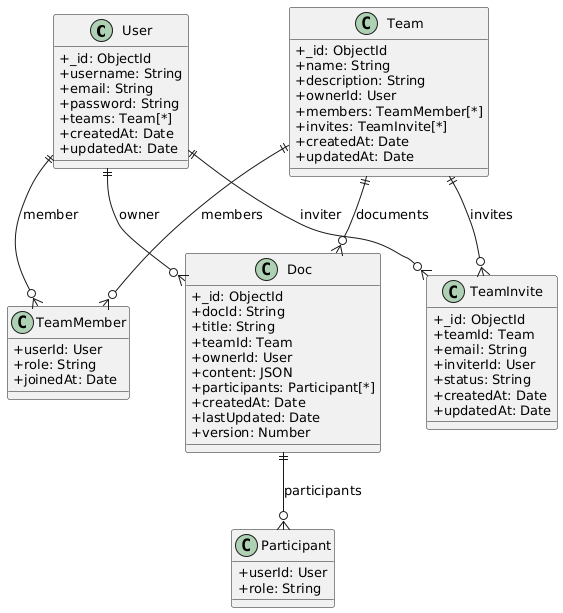 C User
+_id: ObjectId
+username: String
+email: String
+password: String
+teams: Team[*]
+createdAt: Date
+updatedAt: Date
C Team
+_id: ObjectId
+name: String
+description: String
+ownerId: User
+members: TeamMember[*]
+invites: TeamInvite[*]
+createdAt: Date
+updatedAt: Date
member
owner
members
inviter
documents
invites
C TeamMember
+userId: User
+role: String
+joinedAt: Date
C Doc
+_id: ObjectId
+docId: String
+title: String
+teamId: Team
+ownerId: User
+content: JSON
+participants: Participant[*]
+createdAt: Date
+lastUpdated: Date
+version: Number
C TeamInvite
+_id: ObjectId
+teamId: Team
+email: String
+inviterId: User
+status: String
+createdAt: Date
+updatedAt: Date
participants
C Participant
+userId: User
+role: String